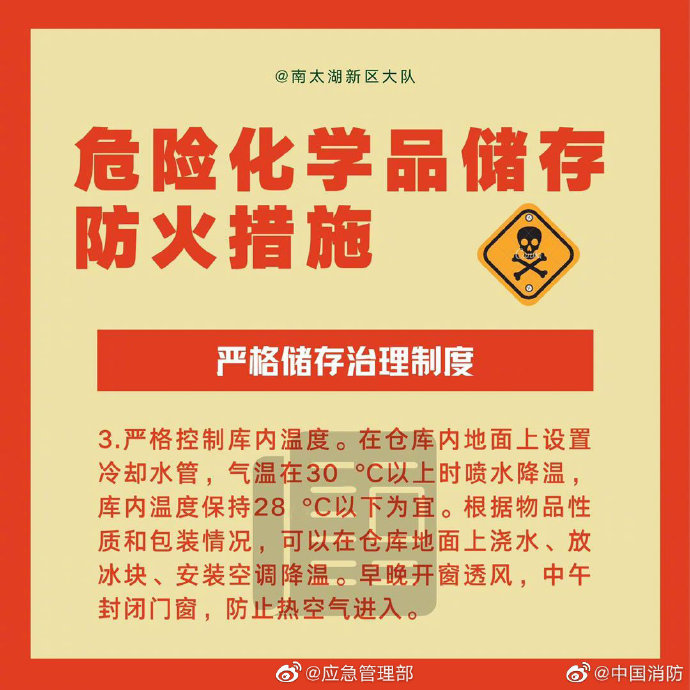 @南太湖新区大队
危险化学品储存
防火措施
严格储存治理制度
3.严格控制库内温度。在仓库内地面上设置
冷却水管，气温在30 °C以上时喷水降温，
库内温度保持28 °C以下为宜。根据物品性
质和包装情况，可以在仓库地面上浇水、放
冰块、安装空调降温。早晚开窗透风，中午
封闭门窗，防止热空气进入。
@应急管理部
@中国消防